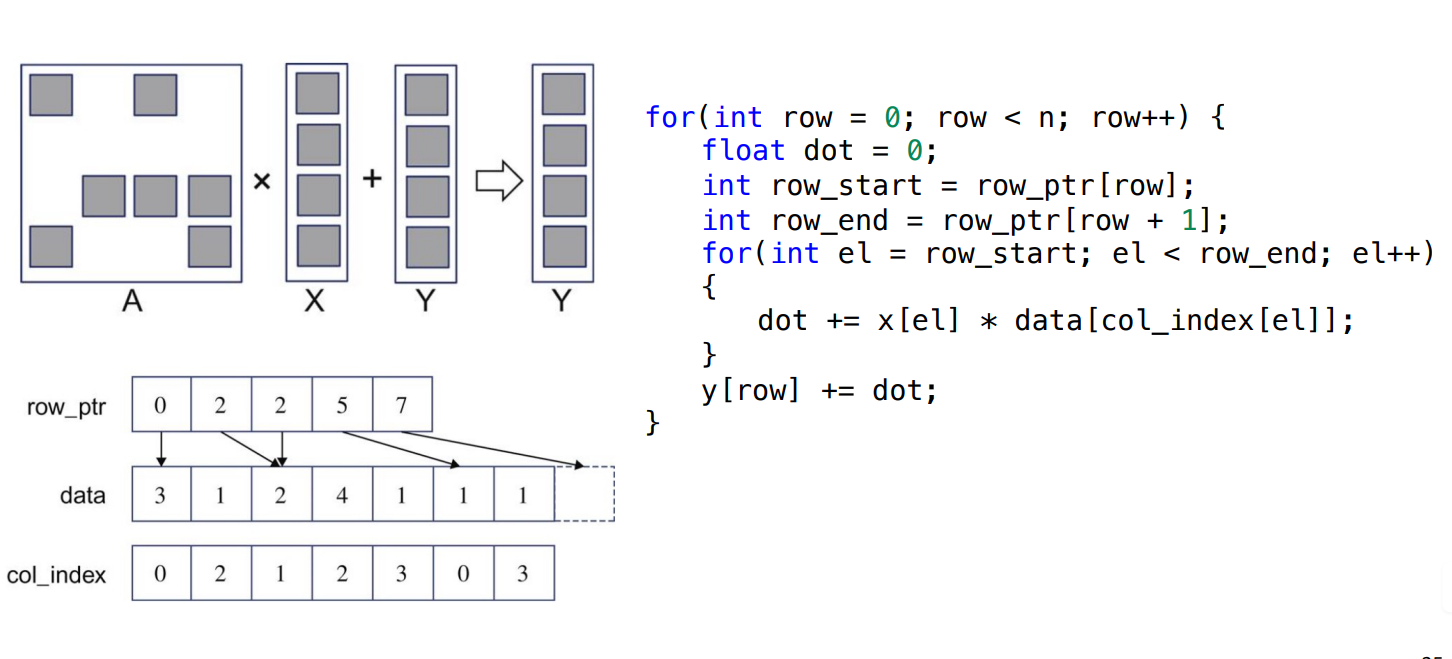 A × X + Y Y
row_ptr 0 2 2 5 7
data 3 1 2 4 1 1 1
col_index 0 2 1 2 3 0 3
for(int row = 0; row < n; row++) {
float dot = 0;
int row_start = row_ptr[row];
int row_end = row_ptr[row + 1];
for(int el = row_start; el < row_end; el++)
{
dot += x[el] * data[col_index[el]];
}
y[row] += dot;
}